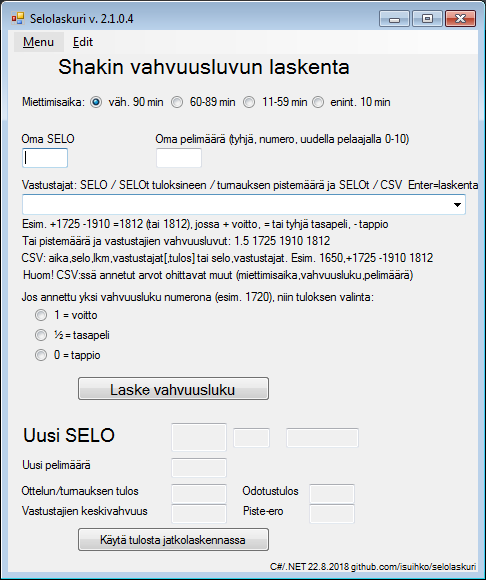 Selolaskuri v. 2.1.0.4
Menu Edit
Shakin vahvuusluvun laskenta
Miettimisaika: väh. 90 min 60-89 min 11-59 min enint. 10 min
Oma SELO Oma pelimäärä (tyhjä, numero, uudella pelaajalla 0-10)
Vastustajat: SELO / SELOt tuloksineen / turnauksen pistemäärä ja SELOt / CSV Enter=laskenta
Esim. +1725 -1910 =1812 (tai 1812), jossa + voitto, = tai tyhjä tasapeli, - tappio
Tai pistemäärä ja vastustajien vahvuusluvut: 1.5 1725 1910 1812
CSV: aika,selo,lkm,vastustajat[,tulos] tai selo,vastustajat. Esim. 1650,+1725 -1910 1812
Huom! CSV:ssä annetut arvot ohittavat muut (miettimisaika,vahvuusluku,pelimäärä)
Jos annettu yksi vahvuusluku numerona (esim. 1720), niin tuloksen valinta:
1 = voitto
½ = tasapeli
0 = tappio
Laske vahvuusluku
Uusi SELO
Uusi pelimäärä
Ottelun/turnauksen tulos Odotustulos
Vastustajien keskivahvuus Piste-ero
Käytä tulosta jatkolaskennassa
C#/.NET 22.8.2018 github.com/isuihko/selolaskuri